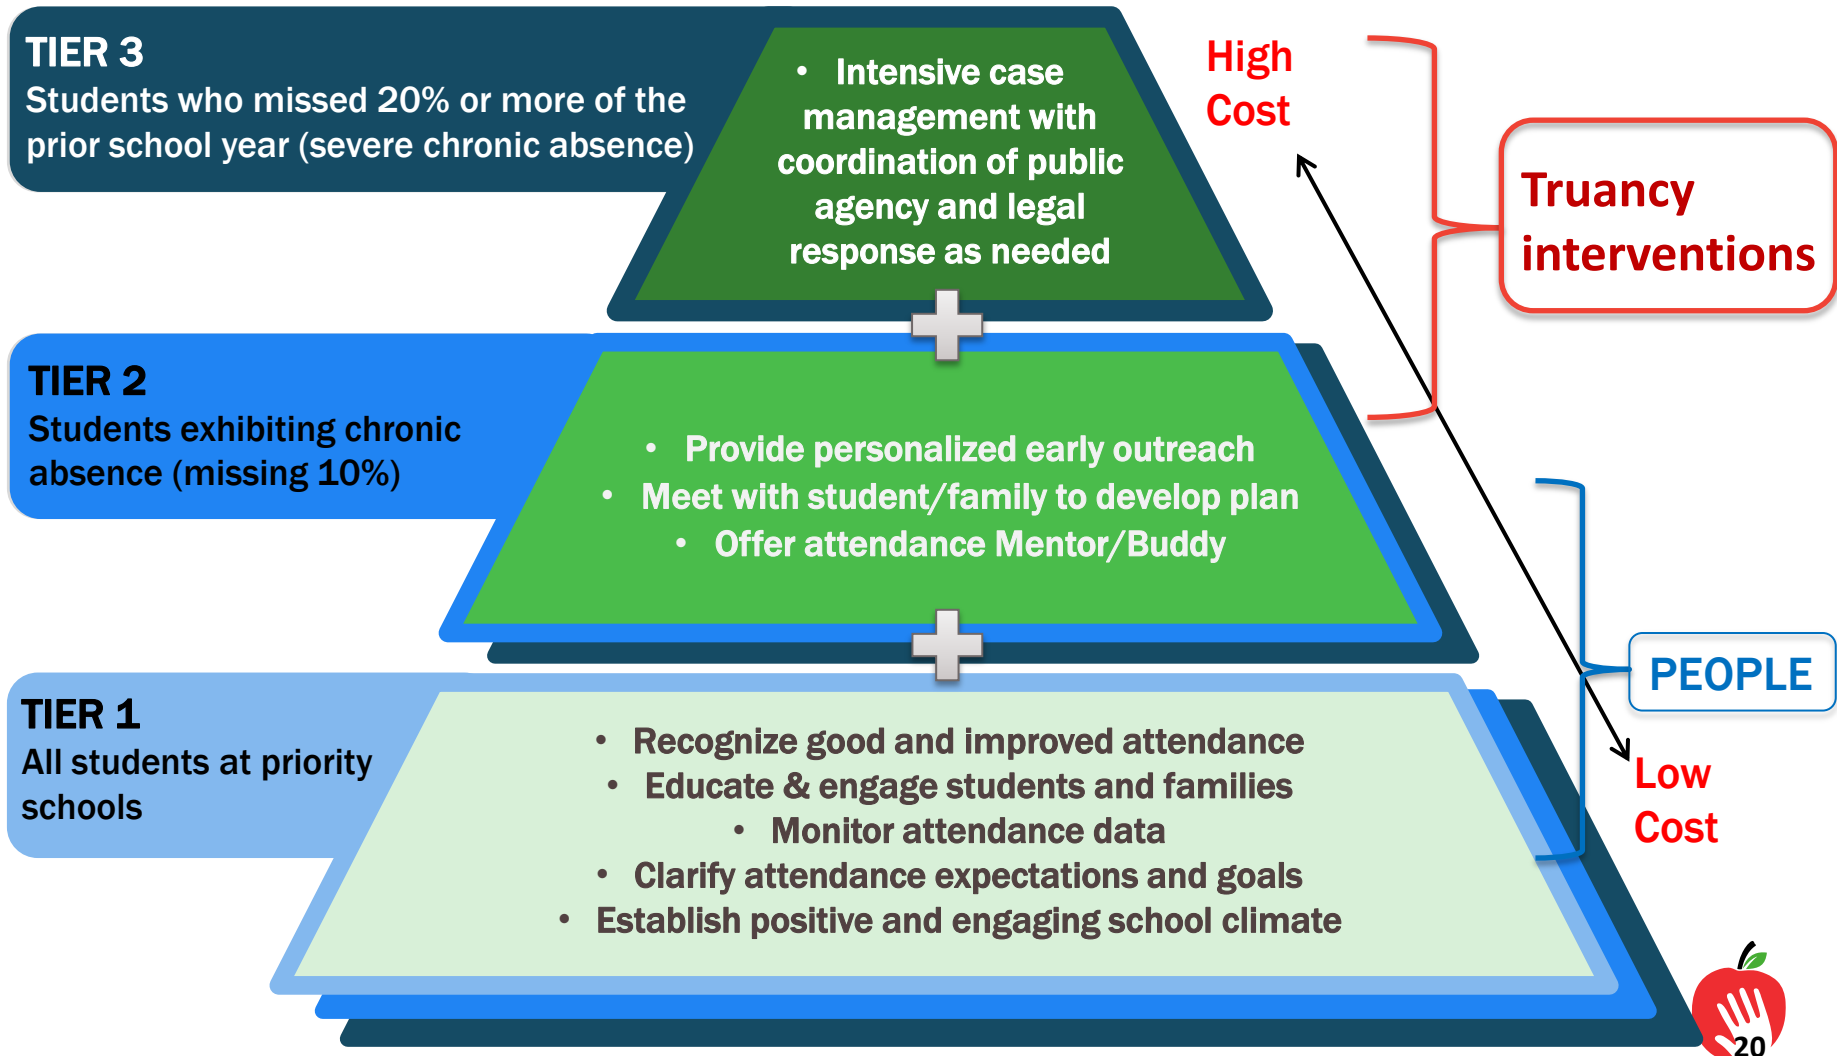 TIER 3
Students who missed 20% or more of the
prior school year (severe chronic absence)
• Intensive case
management with
coordination of public
agency and legal
response as needed
High
Cost
Truancy
interventions
TIER 2
Students exhibiting chronic
absence (missing 10%)
• Provide personalized early outreach
• Meet with student/family to develop plan
• Offer attendance Mentor/Buddy
PEOPLE
TIER 1
All students at priority
schools
• Recognize good and improved attendance
• Educate & engage students and families
• Monitor attendance data
• Clarify attendance expectations and goals
• Establish positive and engaging school climate
Low
Cost
20